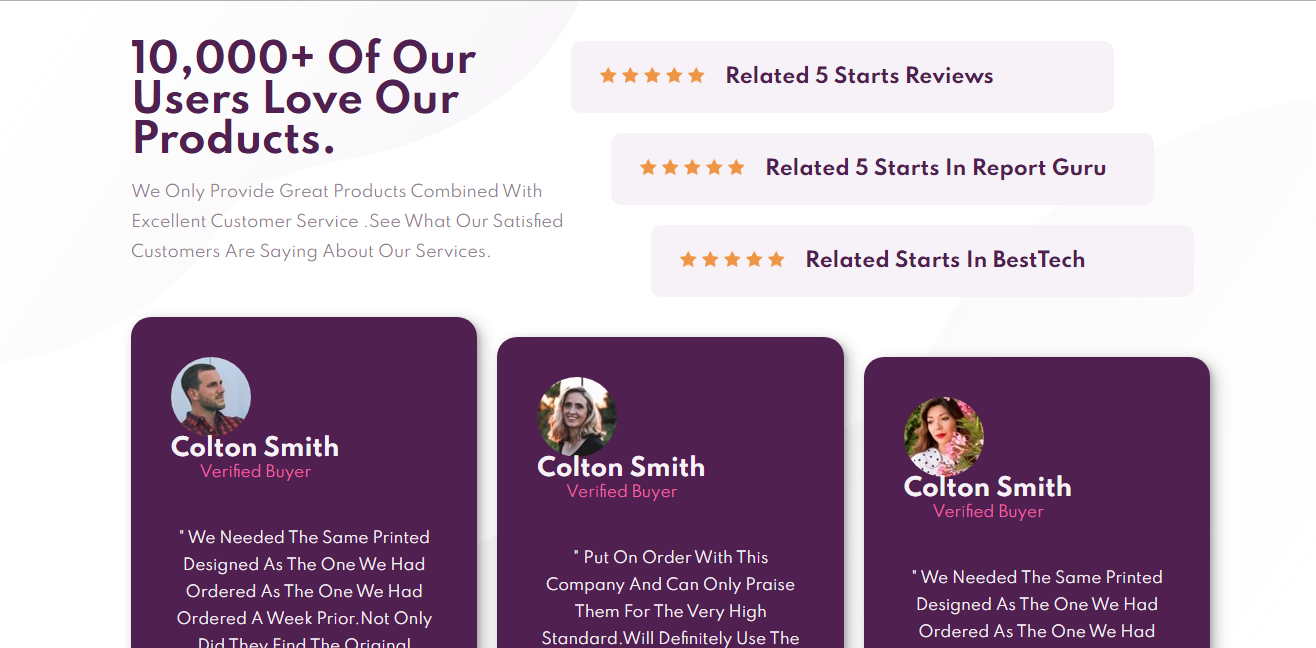 10,000+ Of Our
Users Love Our
Products.
We Only Provide Great Products Combined With
Excellent Customer Service .See What Our Satisfied
Customers Are Saying About Our Services.
Related 5 Starts Reviews
Related 5 Starts In Report Guru
Related Starts In BestTech
Colton Smith
Verified Buyer
" We Needed The Same Printed
Designed As The One We Had
Ordered As The One We Had
Ordered A Week Prior.Not Only
Did They Find The Original
Colton Smith
Verified Buyer
" Put On Order With This
Company And Can Only Praise
Them For The Very High
Standard.Will Definitely Use The
Colton Smith
Verified Buyer
" We Needed The Same Printed
Designed As The One We Had
Ordered As The One We Had